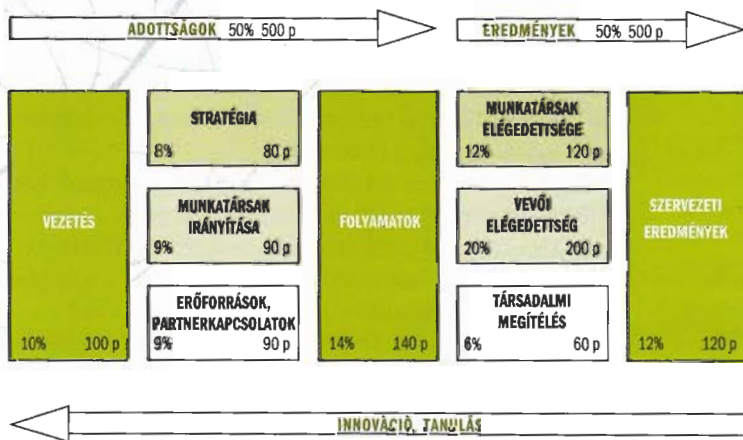 ADOTTSÁGOK 50% 500 p
EREDMÉNYEK 50% 500 p
VEZETÉS
10% 100 p
STRATÉGIA
8% 80 p
MUNKATÁRSAK
IRÁNYÍTÁSA
9% 90 p
ERŐFORRÁSOK,
PARTNERKAPCSOLATOK
9% 90 p
FOLYAMATOK
14% 140 p
MUNKATÁRSAK
ELÉGEDETTSÉGE
12% 120 p
VEVŐI
ELÉGEDETTSÉG
20% 200 p
TÁRSADALMI
MEGÍTÉLÉS
6% 60 p
SZERVEZETI
EREDMÉNYEK
12% 120 p
INNOVÁCIÓ, TANULÁS